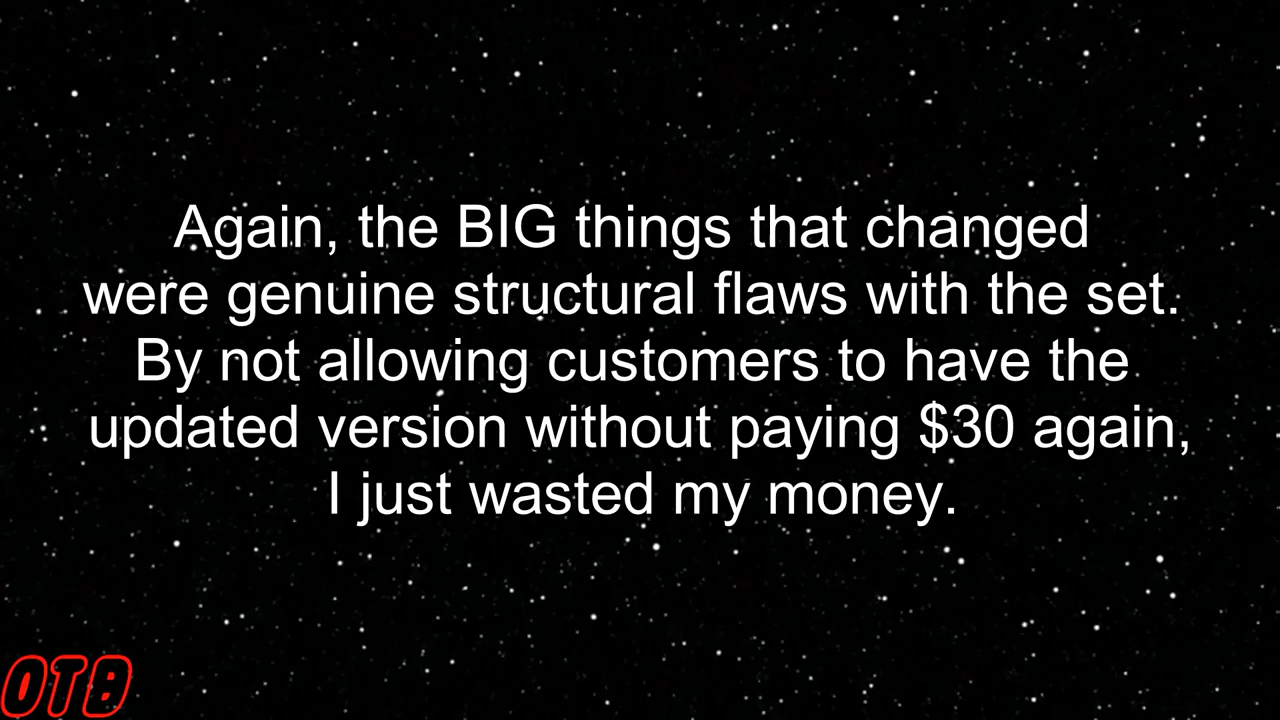 Again, the BIG things that changed
were genuine structural flaws with the set.
By not allowing customers to have the
updated version without paying $30 again,
I just wasted my money.
OTB